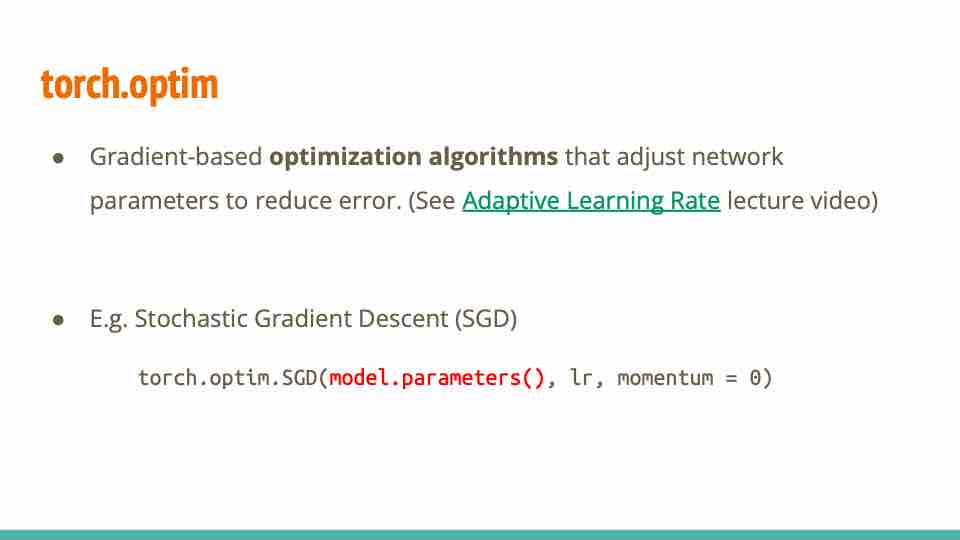 torch.optim
● Gradient-based optimization algorithms that adjust network
parameters to reduce error. (See Adaptive Learning Rate lecture video)
● E.g. Stochastic Gradient Descent (SGD)
torch.optim.SGD(model.parameters(), lr, momentum = 0)